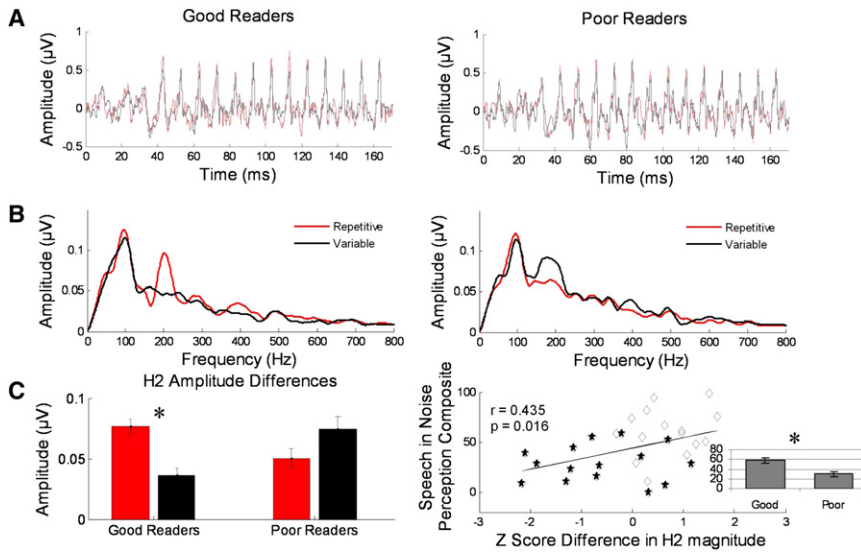 A
Good Readers
Poor Readers
Amplitude (µV)
1
0.5
0
-0.5
0 20 40 60 80 100 120 140 160
Time (ms)
Amplitude (µV)
1
0.5
0
-0.5
0 20 40 60 80 100 120 140 160
Time (ms)
B
Amplitude (µV)
0.1
0.05
0
Repetitive
Variable
0 100 200 300 400 500 600 700 800
Frequency (Hz)
Amplitude (µV)
0.1
0.05
0
Repetitive
Variable
0 100 200 300 400 500 600 700 800
Frequency (Hz)
C
H2 Amplitude Differences
Amplitude (µV)
0.1
0.05
0
*
Good Readers
Poor Readers
Speech in Noise
Perception Composite
100
50
0
r = 0.435
p = 0.016
-3 -2 -1 0 1 2 3
Z Score Difference in H2 magnitude
*
80
60
40
20
0
Good
Poor